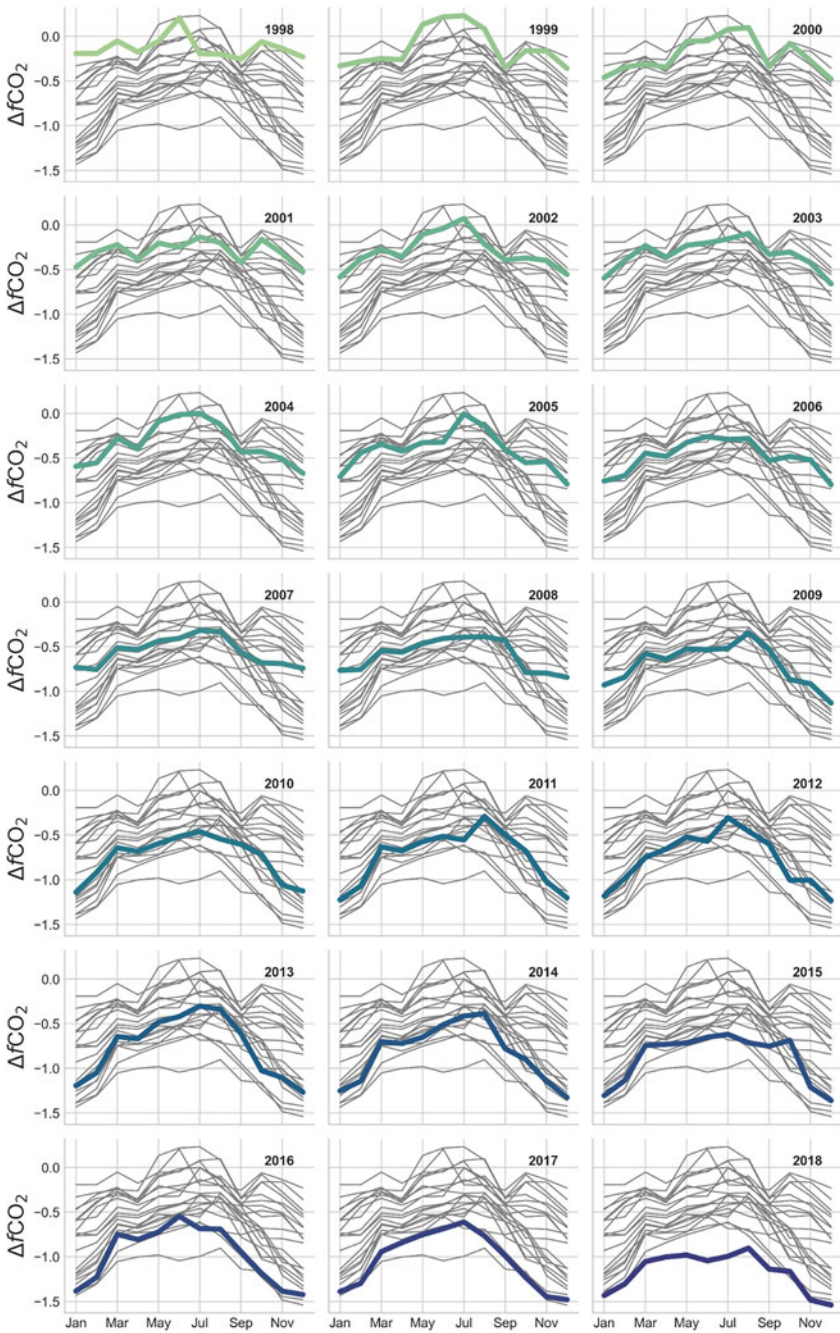 1998 1999 2000
0.0
−0.5
−1.0
−1.5
ΔfCO₂
2001 2002 2003
0.0
−0.5
−1.0
−1.5
ΔfCO₂
2004 2005 2006
0.0
−0.5
−1.0
−1.5
ΔfCO₂
2007 2008 2009
0.0
−0.5
−1.0
−1.5
ΔfCO₂
2010 2011 2012
0.0
−0.5
−1.0
−1.5
ΔfCO₂
2013 2014 2015
0.0
−0.5
−1.0
−1.5
ΔfCO₂
2016 2017 2018
0.0
−0.5
−1.0
−1.5
ΔfCO₂
Jan Mar May Jul Sep Nov Jan Mar May Jul Sep Nov Jan Mar May Jul Sep Nov